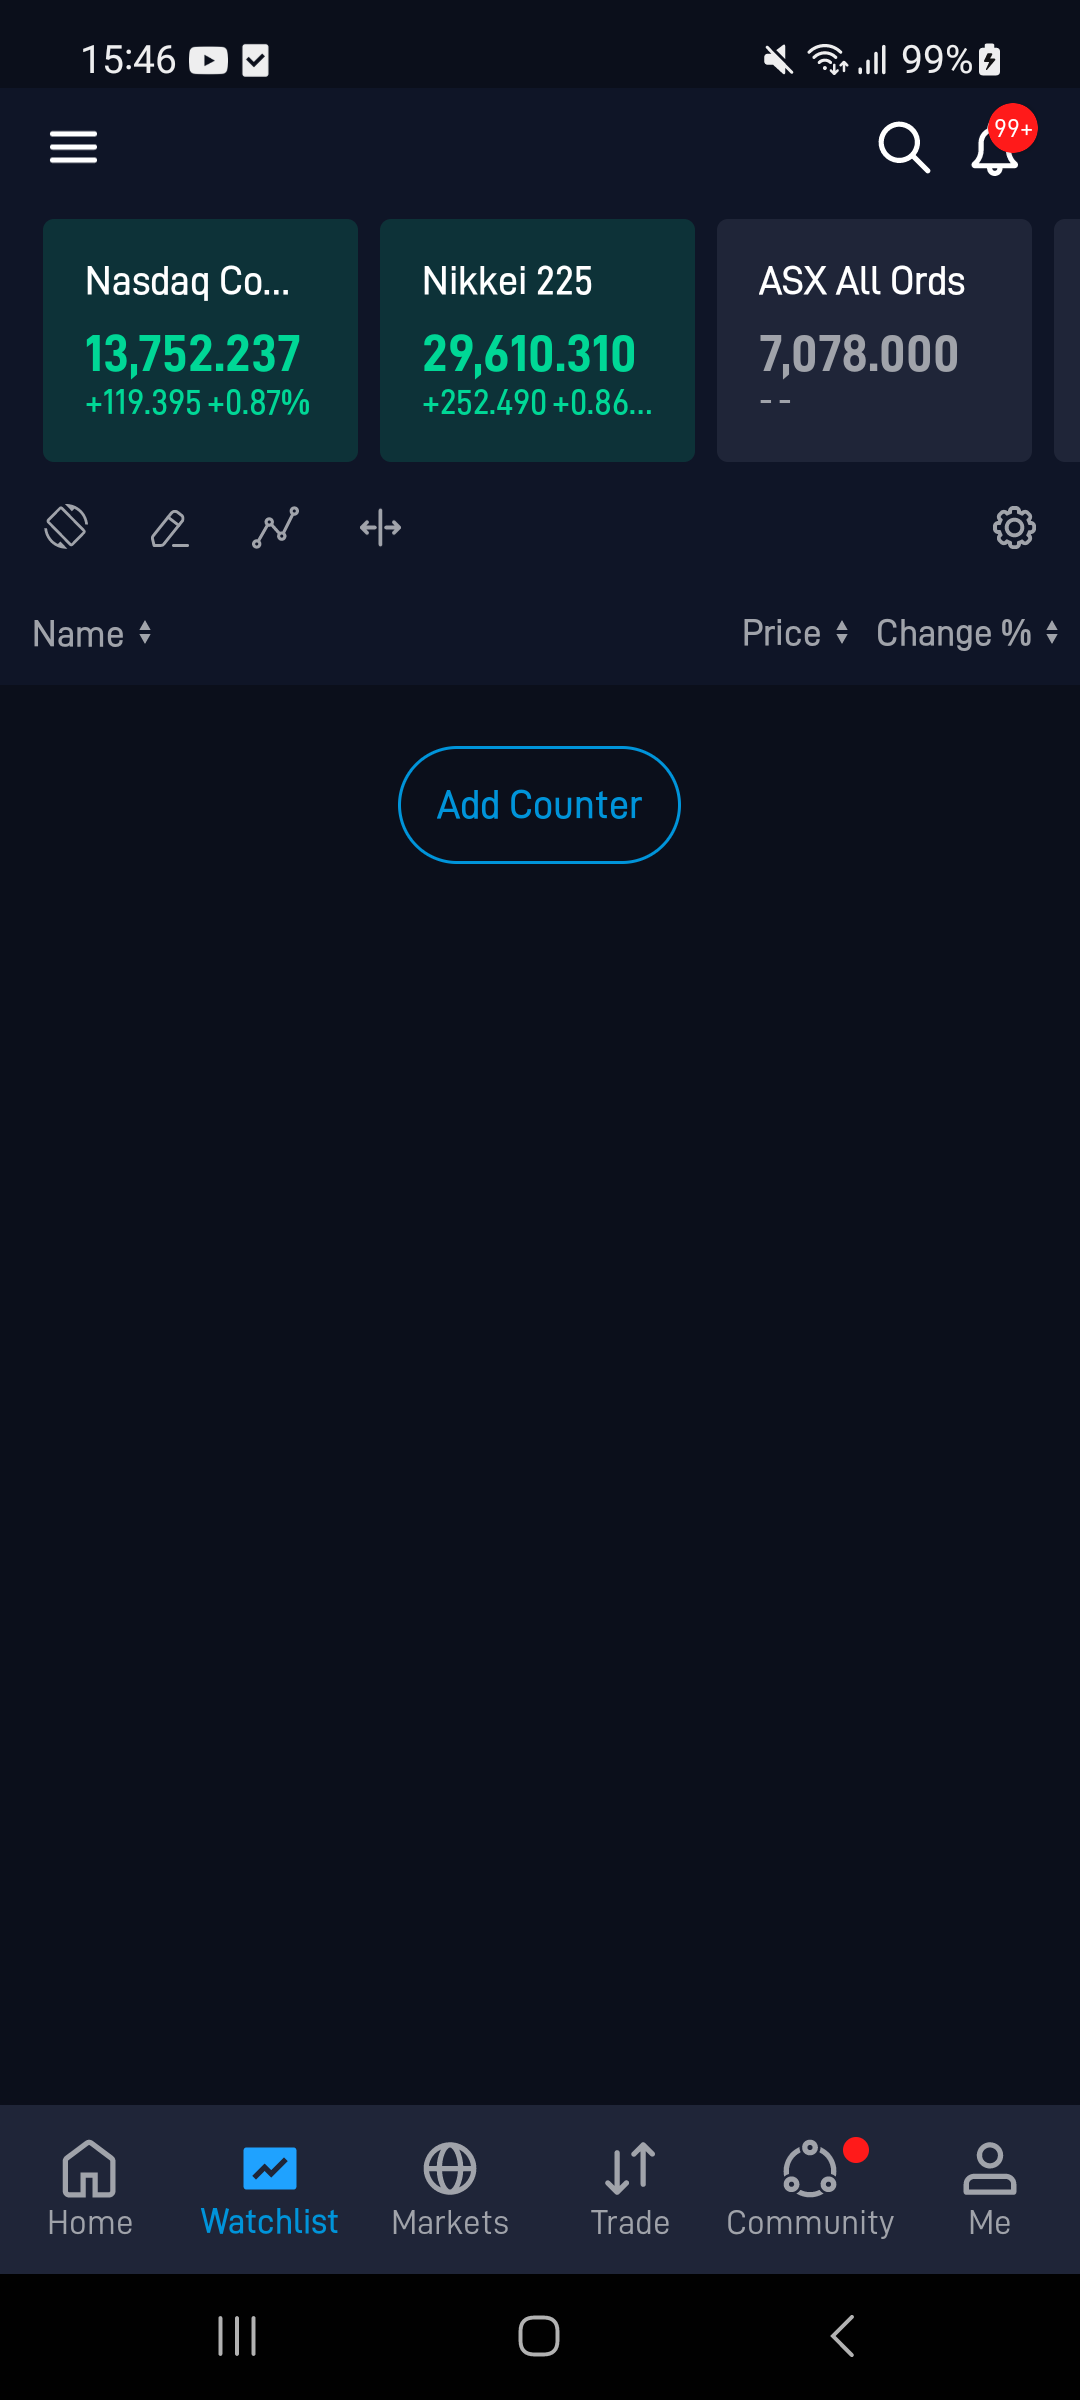 15:46 99%
99+
Nasdaq Co... Nikkei 225 ASX All Ords
13,752.237 29,610.310 7,078.000
+119.395 +0.87% +252.490 +0.86... - -
Name Price Change %
Add Counter
Home Watchlist Markets Trade Community Me